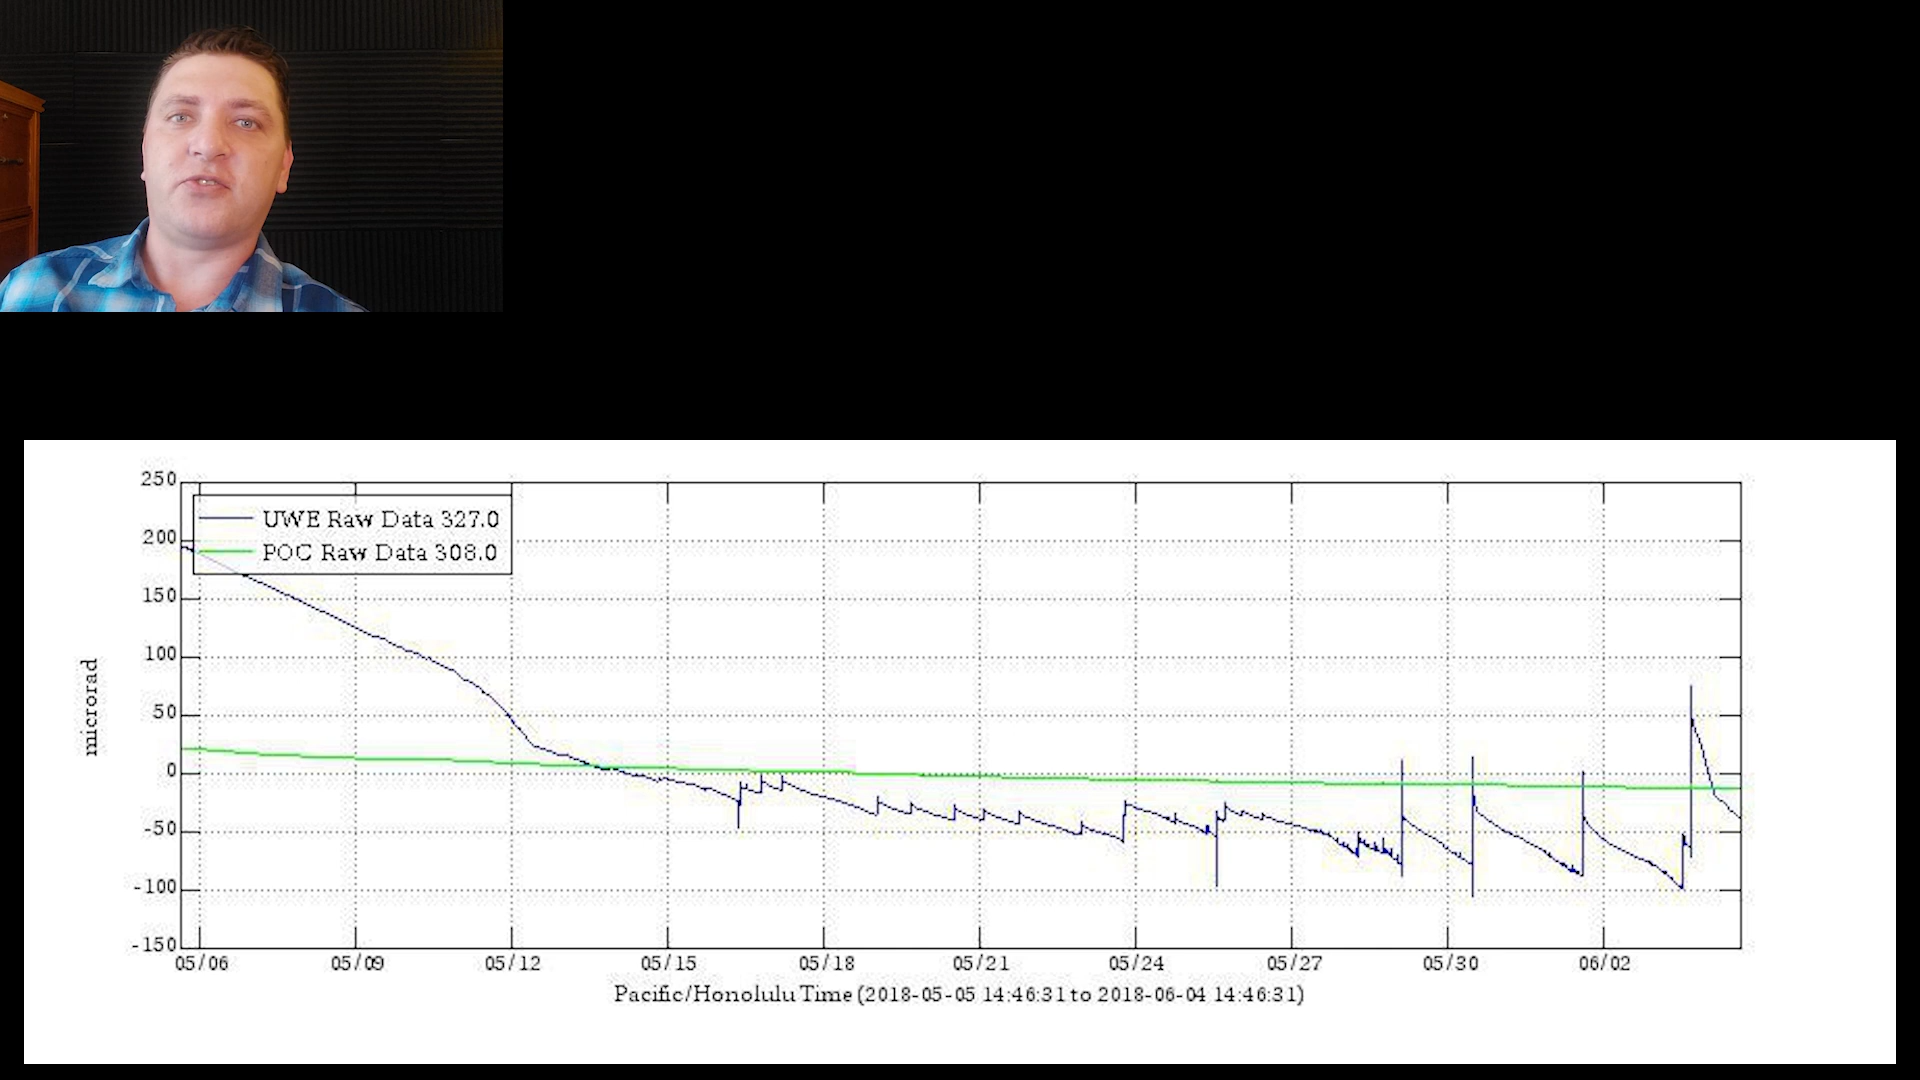 250
200
150
100
50
0
-50
-100
-150
microrad
UWE Raw Data 327.0
POC Raw Data 308.0
05/06 05/09 05/12 05/15 05/18 05/21 05/24 05/27 05/30 06/02
Pacific/Honolulu Time (2018-05-05 14:46:31 to 2018-06-04 14:46:31)